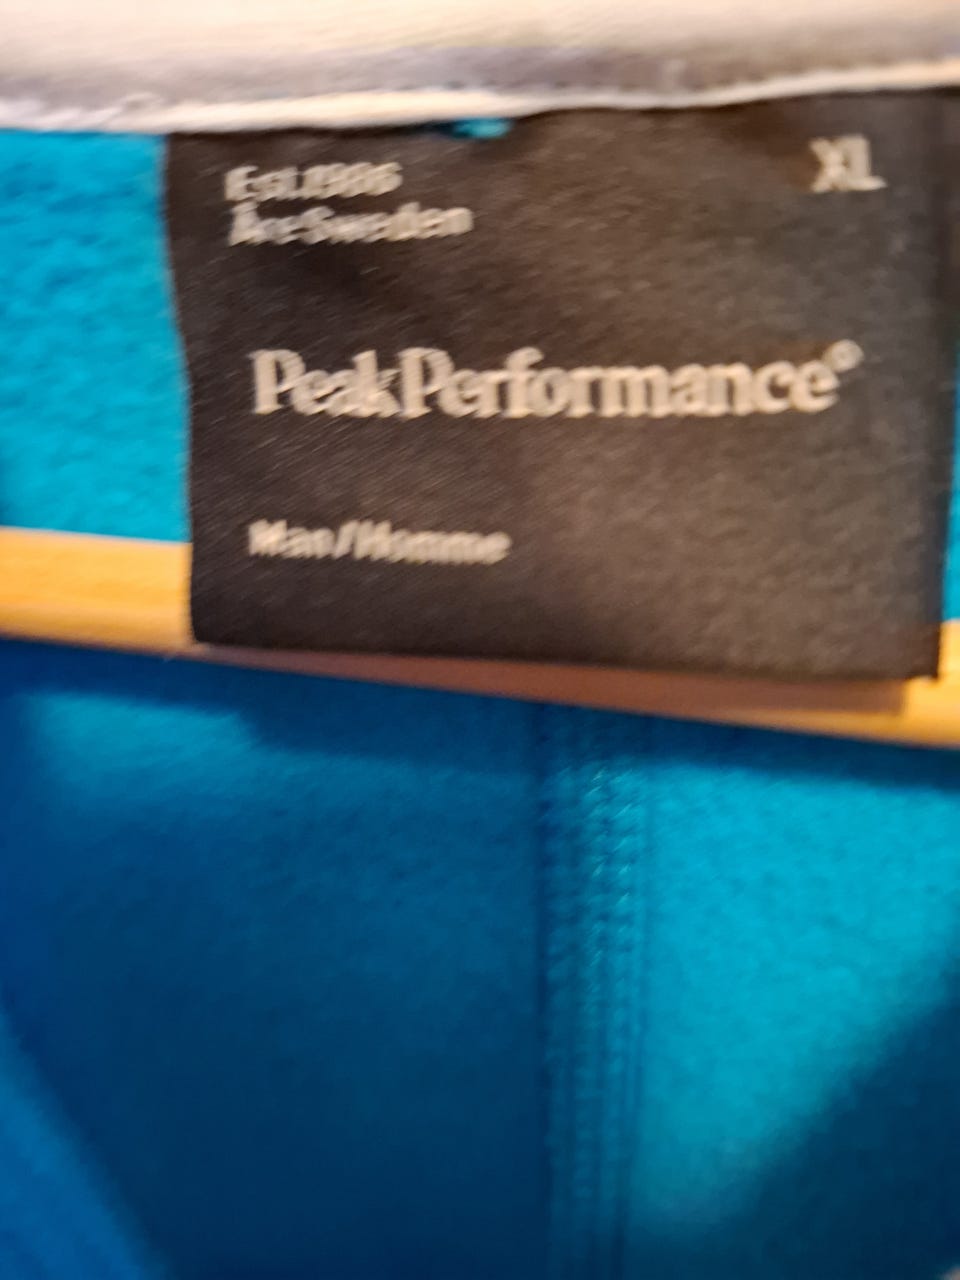 Est.1986
XL
Åre Sweden
PeakPerformance®
Man/Homme